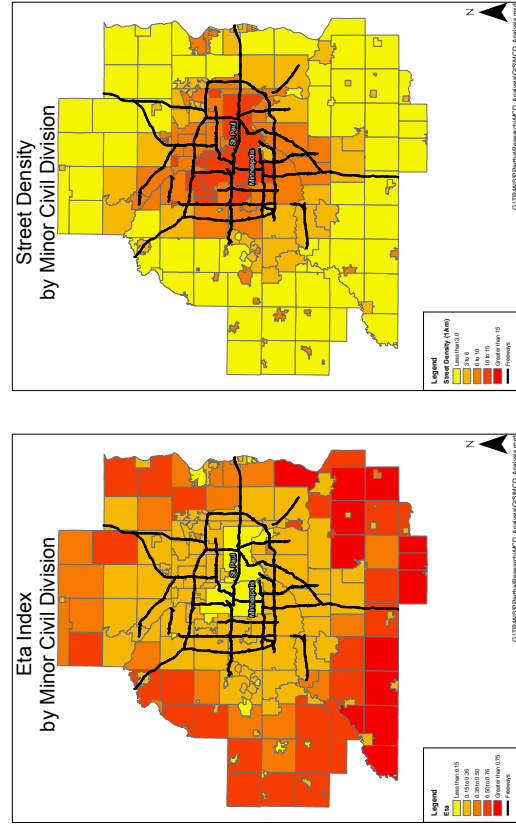 Street Density
by Minor Civil Division
St. Paul
Minneapolis
N
Legend
Street Density (1/km)
Less than 3.0
3 to 6
6 to 10
10 to 15
Greater than 15
Freeways
Eta Index
by Minor Civil Division
St. Paul
Minneapolis
N
Legend
Eta
Less than 0.15
0.15 to 0.35
0.35 to 0.50
0.50 to 0.75
Greater than 0.75
Freeways